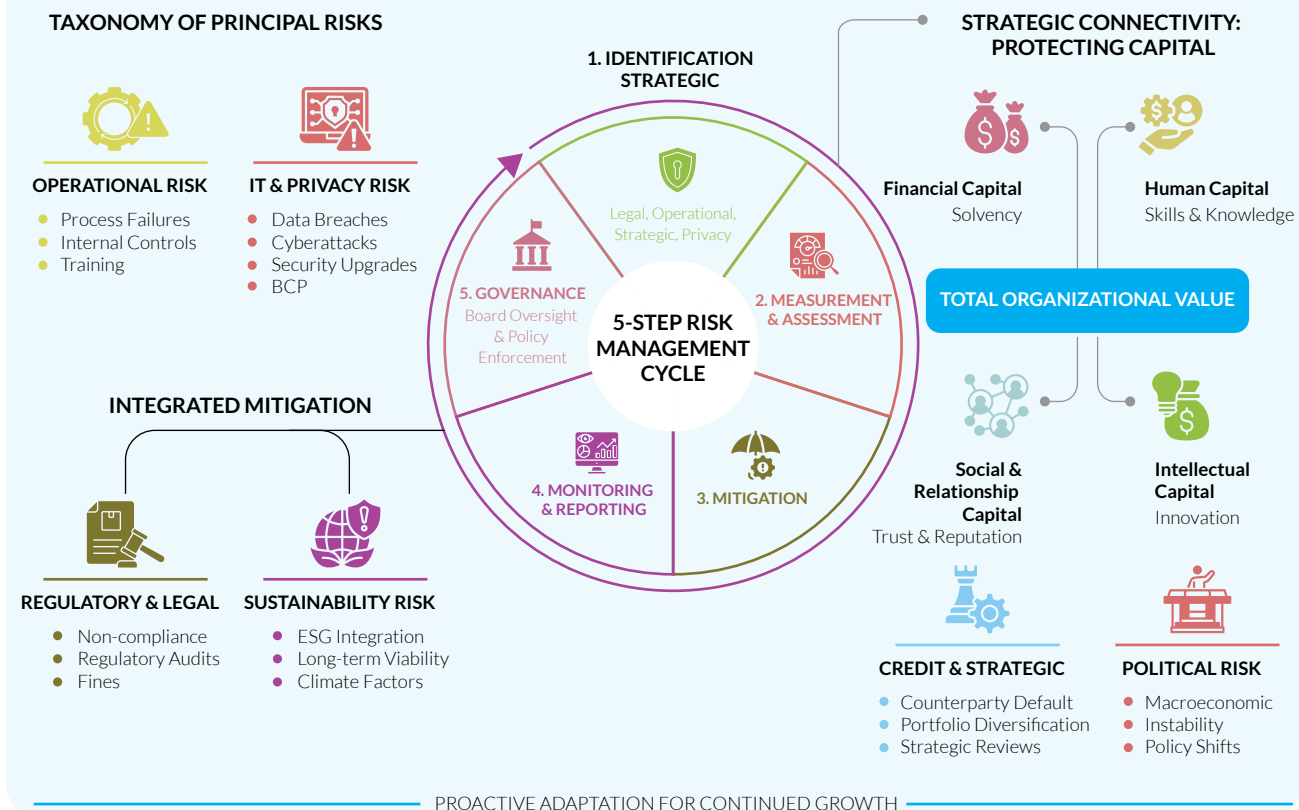 TAXONOMY OF PRINCIPAL RISKS
OPERATIONAL RISK
Process Failures
Internal Controls
Training
IT & PRIVACY RISK
Data Breaches
Cyberattacks
Security Upgrades
BCP
INTEGRATED MITIGATION
REGULATORY & LEGAL
Non-compliance
Regulatory Audits
Fines
SUSTAINABILITY RISK
ESG Integration
Long-term Viability
Climate Factors
1. IDENTIFICATION
STRATEGIC
Legal, Operational,
Strategic, Privacy
2. MEASUREMENT
& ASSESSMENT
3. MITIGATION
4. MONITORING
& REPORTING
5. GOVERNANCE
Board Oversight
& Policy
Enforcement
5-STEP RISK
MANAGEMENT
CYCLE
STRATEGIC CONNECTIVITY:
PROTECTING CAPITAL
$
$
$
Financial Capital
Solvency
Human Capital
Skills & Knowledge
TOTAL ORGANIZATIONAL VALUE
Social &
Relationship
Capital
Trust & Reputation
$
Intellectual
Capital
Innovation
CREDIT & STRATEGIC
Counterparty Default
Portfolio Diversification
Strategic Reviews
POLITICAL RISK
Macroeconomic
Instability
Policy Shifts
PROACTIVE ADAPTATION FOR CONTINUED GROWTH